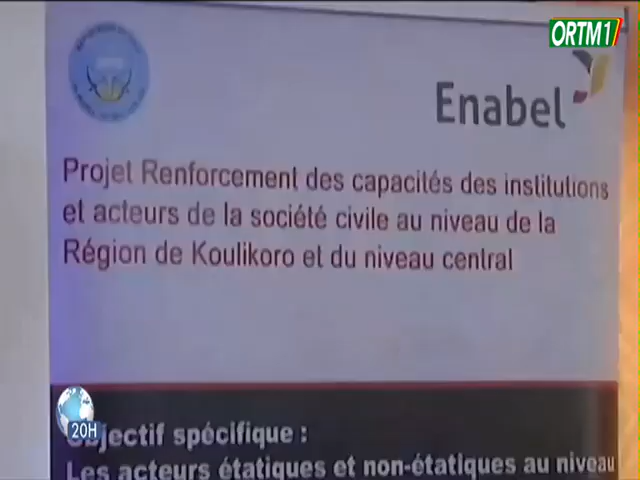 ORTM1
Enabel
Projet Renforcement des capacités des institutions
et acteurs de la société civile au niveau de la
Région de Koulikoro et du niveau central
20H
Objectif spécifique :
Les acteurs étatiques et non-étatiques au niveau